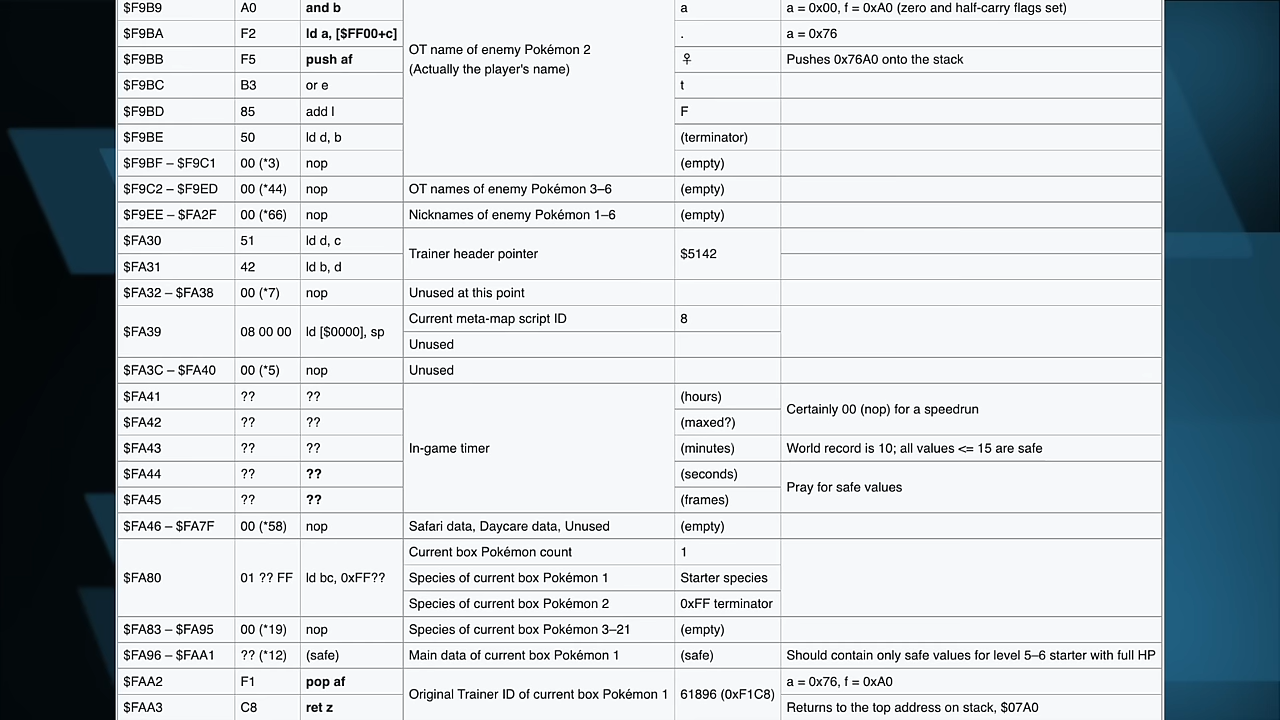 $F9B9 A0 and b a a = 0x00, f = 0xA0 (zero and half-carry flags set)
$F9BA F2 ld a, [$FF00+c] . a = 0x76
OT name of enemy Pokémon 2
(Actually the player's name)
$F9BB F5 push af ♀ Pushes 0x76A0 onto the stack
$F9BC B3 or e t
$F9BD 85 add l F
$F9BE 50 ld d, b (terminator)
$F9BF – $F9C1 00 (*3) nop (empty)
$F9C2 – $F9ED 00 (*44) nop OT names of enemy Pokémon 3–6 (empty)
$F9EE – $FA2F 00 (*66) nop Nicknames of enemy Pokémon 1–6 (empty)
$FA30 51 ld d, c
Trainer header pointer $5142
$FA31 42 ld b, d
$FA32 – $FA38 00 (*7) nop Unused at this point
$FA39 08 00 00 ld [$0000], sp
Current meta-map script ID 8
Unused
$FA3C – $FA40 00 (*5) nop Unused
$FA41 ?? ?? (hours)
Certainly 00 (nop) for a speedrun
$FA42 ?? ?? (maxed?)
$FA43 ?? ?? In-game timer (minutes) World record is 10; all values <= 15 are safe
$FA44 ?? ?? (seconds)
Pray for safe values
$FA45 ?? ?? (frames)
$FA46 – $FA7F 00 (*58) nop Safari data, Daycare data, Unused (empty)
Current box Pokémon count 1
$FA80 01 ?? FF ld bc, 0xFF?? Species of current box Pokémon 1 Starter species
Species of current box Pokémon 2 0xFF terminator
$FA83 – $FA95 00 (*19) nop Species of current box Pokémon 3–21 (empty)
$FA96 – $FAA1 ?? (*12) (safe) Main data of current box Pokémon 1 (safe) Should contain only safe values for level 5–6 starter with full HP
$FAA2 F1 pop af a = 0x76, f = 0xA0
Original Trainer ID of current box Pokémon 1 61896 (0xF1C8)
$FAA3 C8 ret z Returns to the top address on stack, $07A0